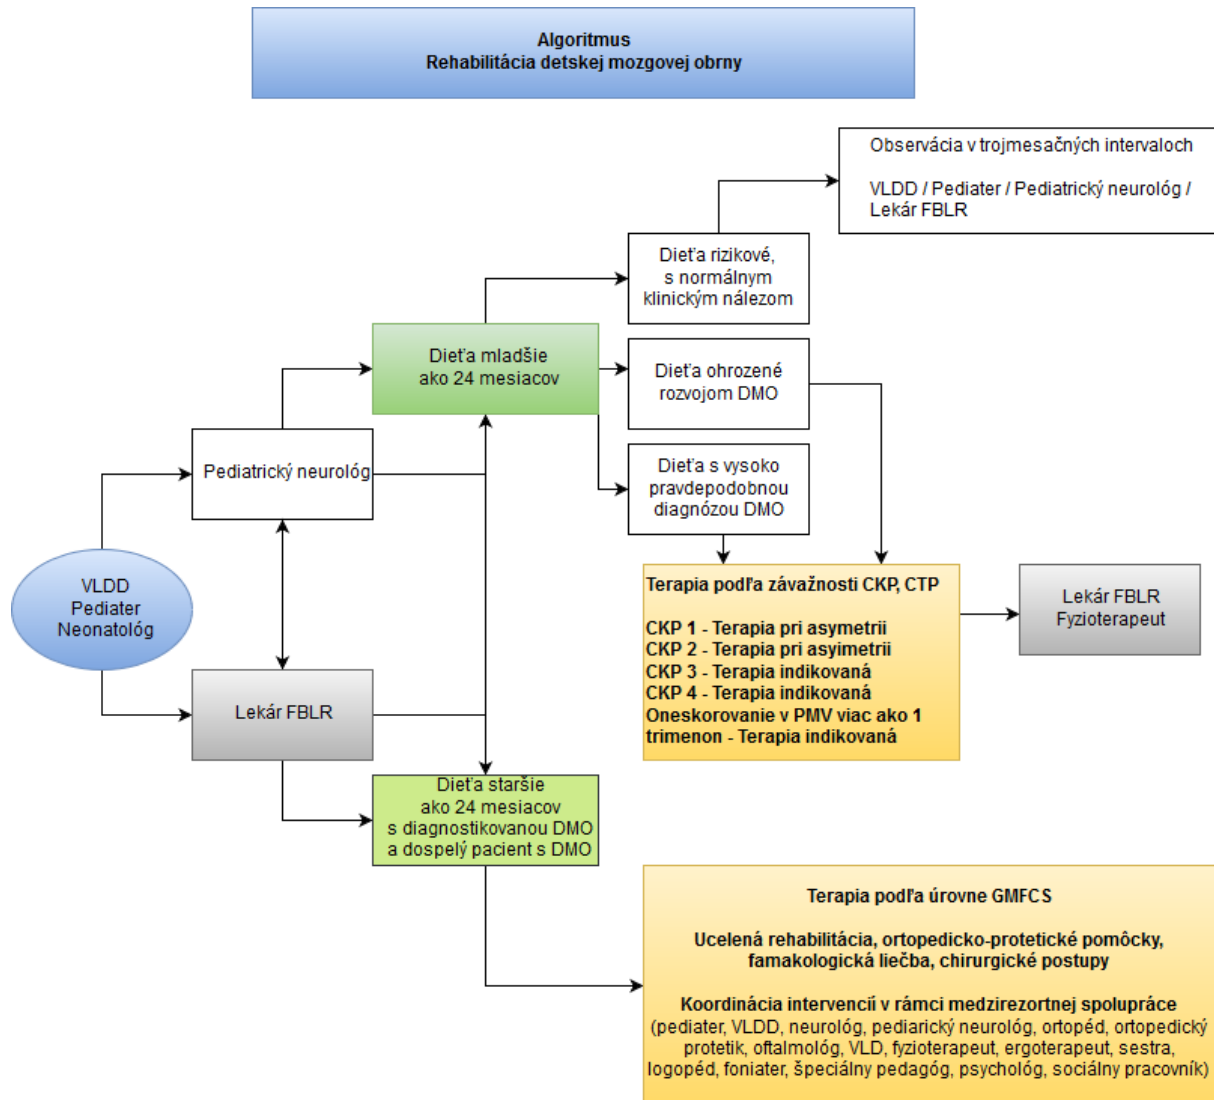 Algoritmus
Rehabilitácia detskej mozgovej obrny
Observácia v trojmesačných intervaloch
VLDD / Pediater / Pediatrický neurológ /
Lekár FBLR
Dieťa rizikové,
s normálnym
klinickým nálezom
Dieťa mladšie
ako 24 mesiacov
Dieťa ohrozené
rozvojom DMO
Pediatrický neurológ
Dieťa s vysoko
pravdepodobnou
diagnózou DMO
VLDD
Pediater
Neonatológ
Terapia podľa závažnosti CKP, CTP
CKP 1 - Terapia pri asymetrii
CKP 2 - Terapia pri asyimetrii
CKP 3 - Terapia indikovaná
CKP 4 - Terapia indikovaná
Oneskorovanie v PMV viac ako 1
trimenon - Terapia indikovaná
Lekár FBLR
Fyzioterapeut
Lekár FBLR
Dieťa staršie
ako 24 mesiacov
s diagnostikovanou DMO
a dospelý pacient s DMO
Terapia podľa úrovne GMFCS
Ucelená rehabilitácia, ortopedicko-protetické pomôcky,
famakologická liečba, chirurgické postupy
Koordinácia intervencií v rámci medzirezortnej spolupráce
(pediater, VLDD, neurológ, pediarický neurológ, ortopéd, ortopedický
protetik, oftalmológ, VLD, fyzioterapeut, ergoterapeut, sestra,
logopéd, foniater, špeciálny pedagóg, psychológ, sociálny pracovník)